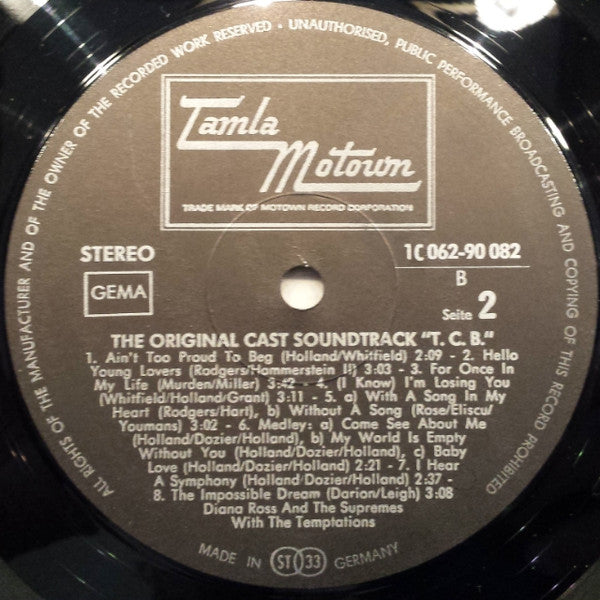 ALL RIGHTS OF THE MANUFACTURER AND OF THE OWNER OF THE RECORDED WORK RESERVED · UNAUTHORISED, PUBLIC PERFORMANCE BROADCASTING AND COPYING OF THIS RECORD PROHIBITED
Tamla
Motown
TRADE MARK OF MOTOWN RECORD CORPORATION
STEREO
GEMA
1C 062-90 082
B
Seite 2
THE ORIGINAL CAST SOUNDTRACK "T. C. B."
1. Ain't Too Proud To Beg (Holland/Whitfield) 2:09 - 2. Hello
Young Lovers (Rodgers/Hammerstein II) 3:03 - 3. For Once In
My Life (Murden/Miller) 3:42 - 4. (I Know) I'm Losing You
(Whitfield/Holland/Grant) 3:11 - 5. a) With A Song In My
Heart (Rodgers/Hart), b) Without A Song (Rose/Eliscu/
Youmans) 3:02 - 6. Medley: a) Come See About Me
(Holland/Dozier/Holland), b) My World Is Empty
Without You (Holland/Dozier/Holland), c) Baby
Love (Holland/Dozier/Holland) 2:21 - 7. I Hear
A Symphony (Holland/Dozier/Holland) 2:37 -
8. The Impossible Dream (Darion/Leigh) 3:08
Diana Ross And The Supremes
With The Temptations
MADE IN ST 33 GERMANY